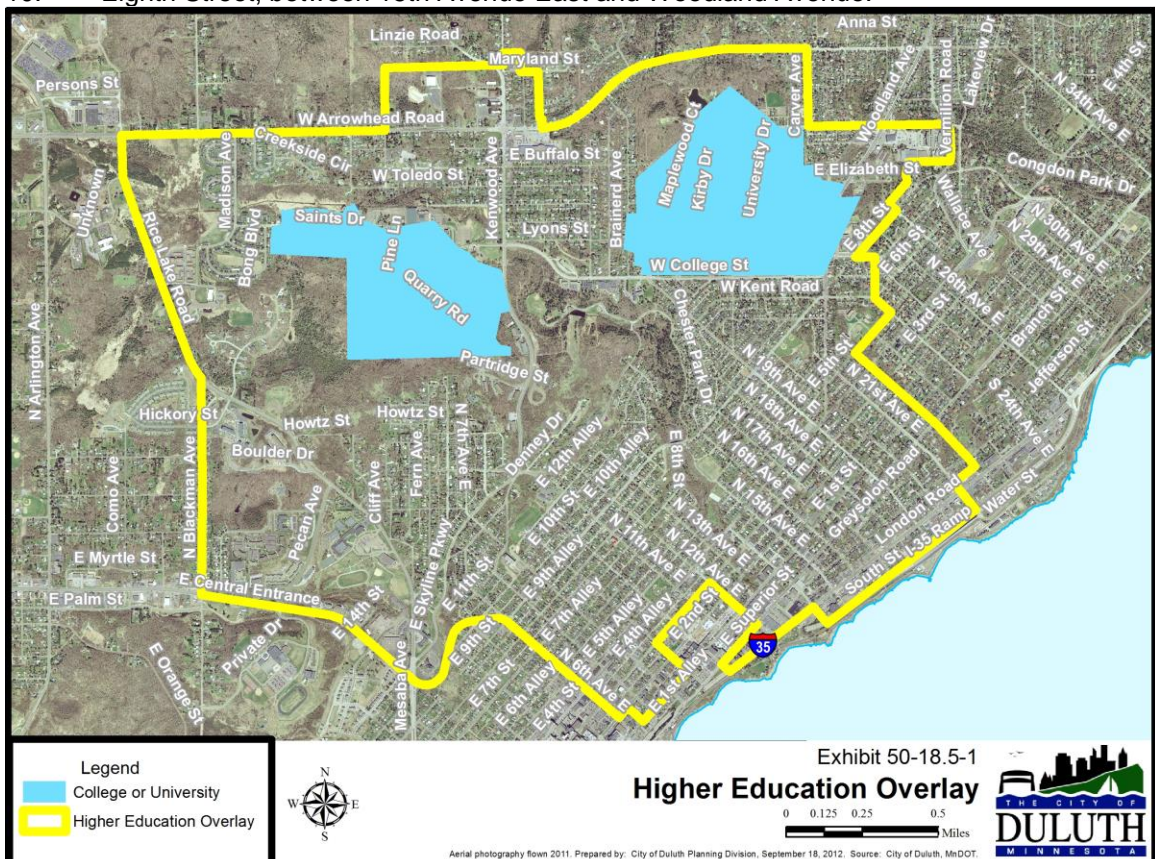 10. Eighth Street, between 15th Avenue East and Woodland Avenue.
Linzie Road
Anna St
Maryland St
Persons St
Woodland Ave
Vermilion Road
Lakeview Dr
N 34th Ave E
E 4th St
Carver Ave
W Arrowhead Road
Creekside Cir
Madison Ave
Kenwood Ave
E Buffalo St
Brainerd Ave
Maplewood Ct
Kirby Dr
University Dr
E Elizabeth St
Congdon Park Dr
W Toledo St
Unknown
Rice Lake Road
Bong Blvd
Saints Dr
Pine Ln
Lyons St
Wallace Ave
E 8th St
E 6th St
N 30th Ave E
N 29th Ave E
N 26th Ave E
Quarry Rd
W College St
W Kent Road
E 3rd St
Branch St
Jefferson St
N Arlington Ave
Chester Park Dr
Partridge St
N 19th Ave E
E 5th St
N 21st Ave E
S 24th Ave E
Hickory St
Howtz St
Howtz St
N 7th Ave E
Denney Dr
E 12th Alley
E 10th Alley
E 8th St
N 18th Ave E
N 17th Ave E
N 16th Ave E
N 15th Ave E
E 1st St
Greysolon Road
London Road
Water St
I-35 Ramp
South St
Boulder Dr
Como Ave
N Blackman Ave
Pecan Ave
Cliff Ave
Fern Ave
E Skyline Pkwy
E 11th St
E 10th St
E 9th Alley
N 11th Ave E
N 13th Ave E
N 12th Ave E
E Myrtle St
E Palm St
E Central Entrance
E 14th St
E 9th St
E 7th Alley
E 5th Alley
E 4th Alley
E 2nd St
E Superior St
35
Private Dr
E Orange St
Mesaba Ave
E 7th St
E 6th Alley
E 4th St
N 6th Ave E
E 1st Alley
Legend
College or University
Higher Education Overlay
N
W E
S
Exhibit 50-18.5-1
Higher Education Overlay
0 0.125 0.25 0.5
Miles
THE CITY OF
DULUTH
MINNESOTA
Aerial photography flown 2011. Prepared by: City of Duluth Planning Division, September 18, 2012. Source: City of Duluth, MnDOT.